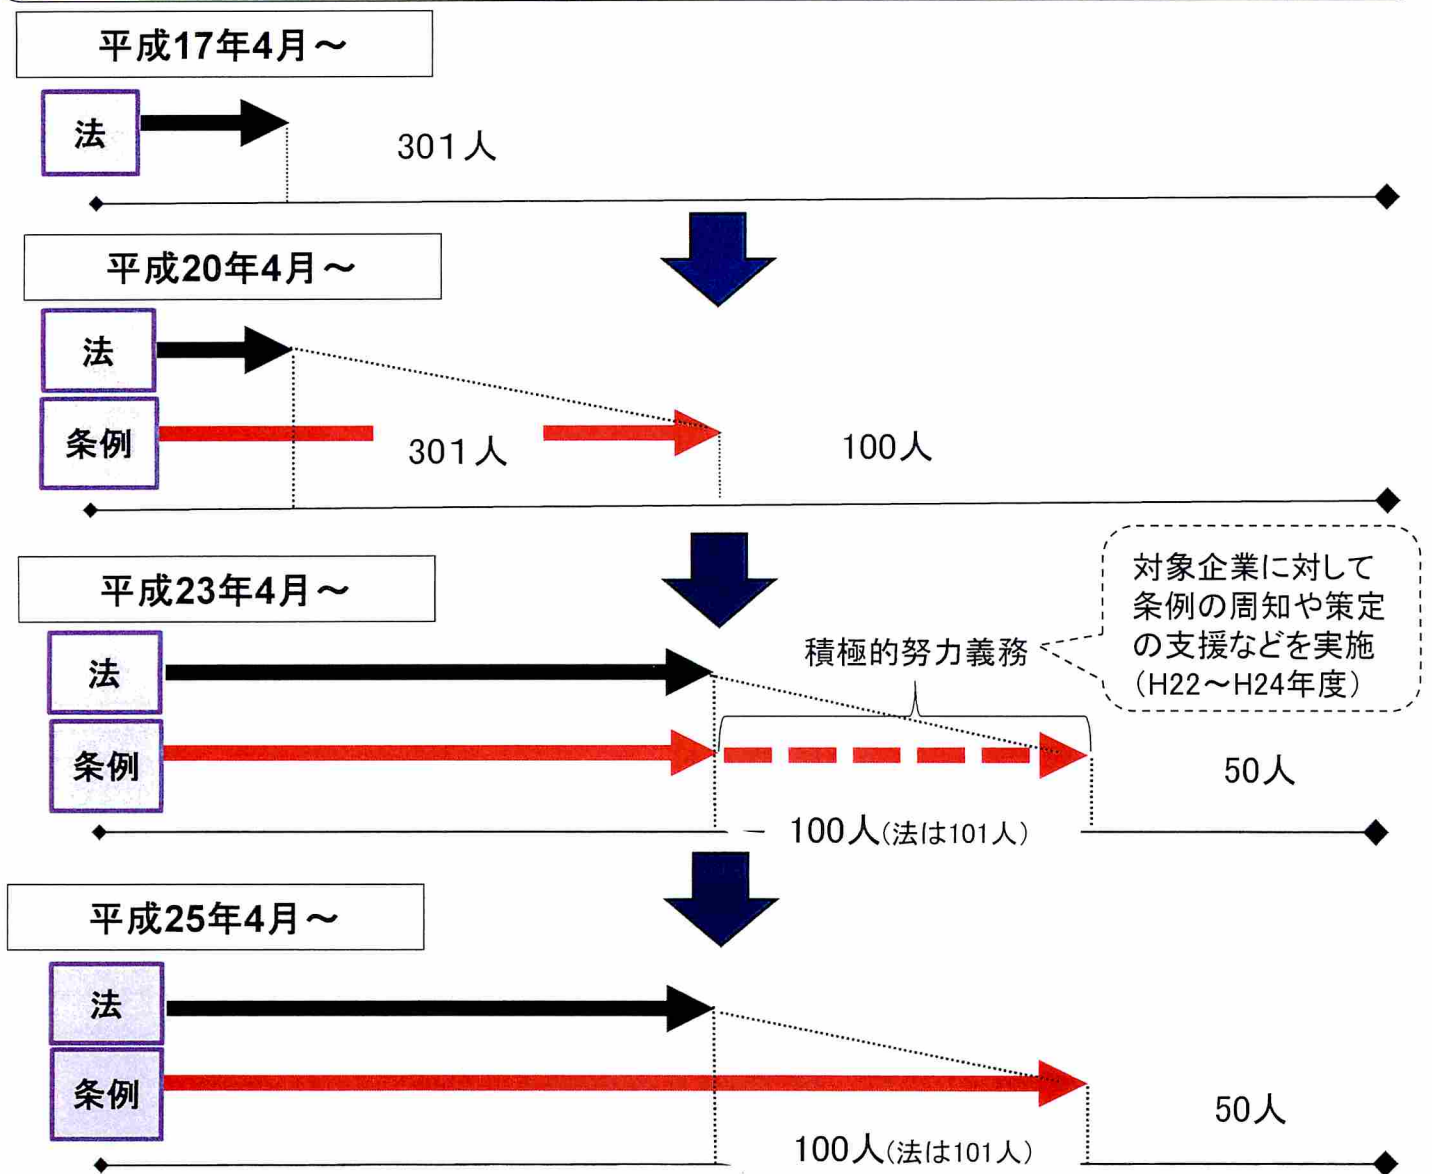 平成17年4月～
法
301人
平成20年4月～
法
条例
301人
100人
平成23年4月～
法
条例
積極的努力義務
対象企業に対して
条例の周知や策定
の支援などを実施
（H22～H24年度）
50人
100人（法は101人）
平成25年4月～
法
条例
50人
100人（法は101人）